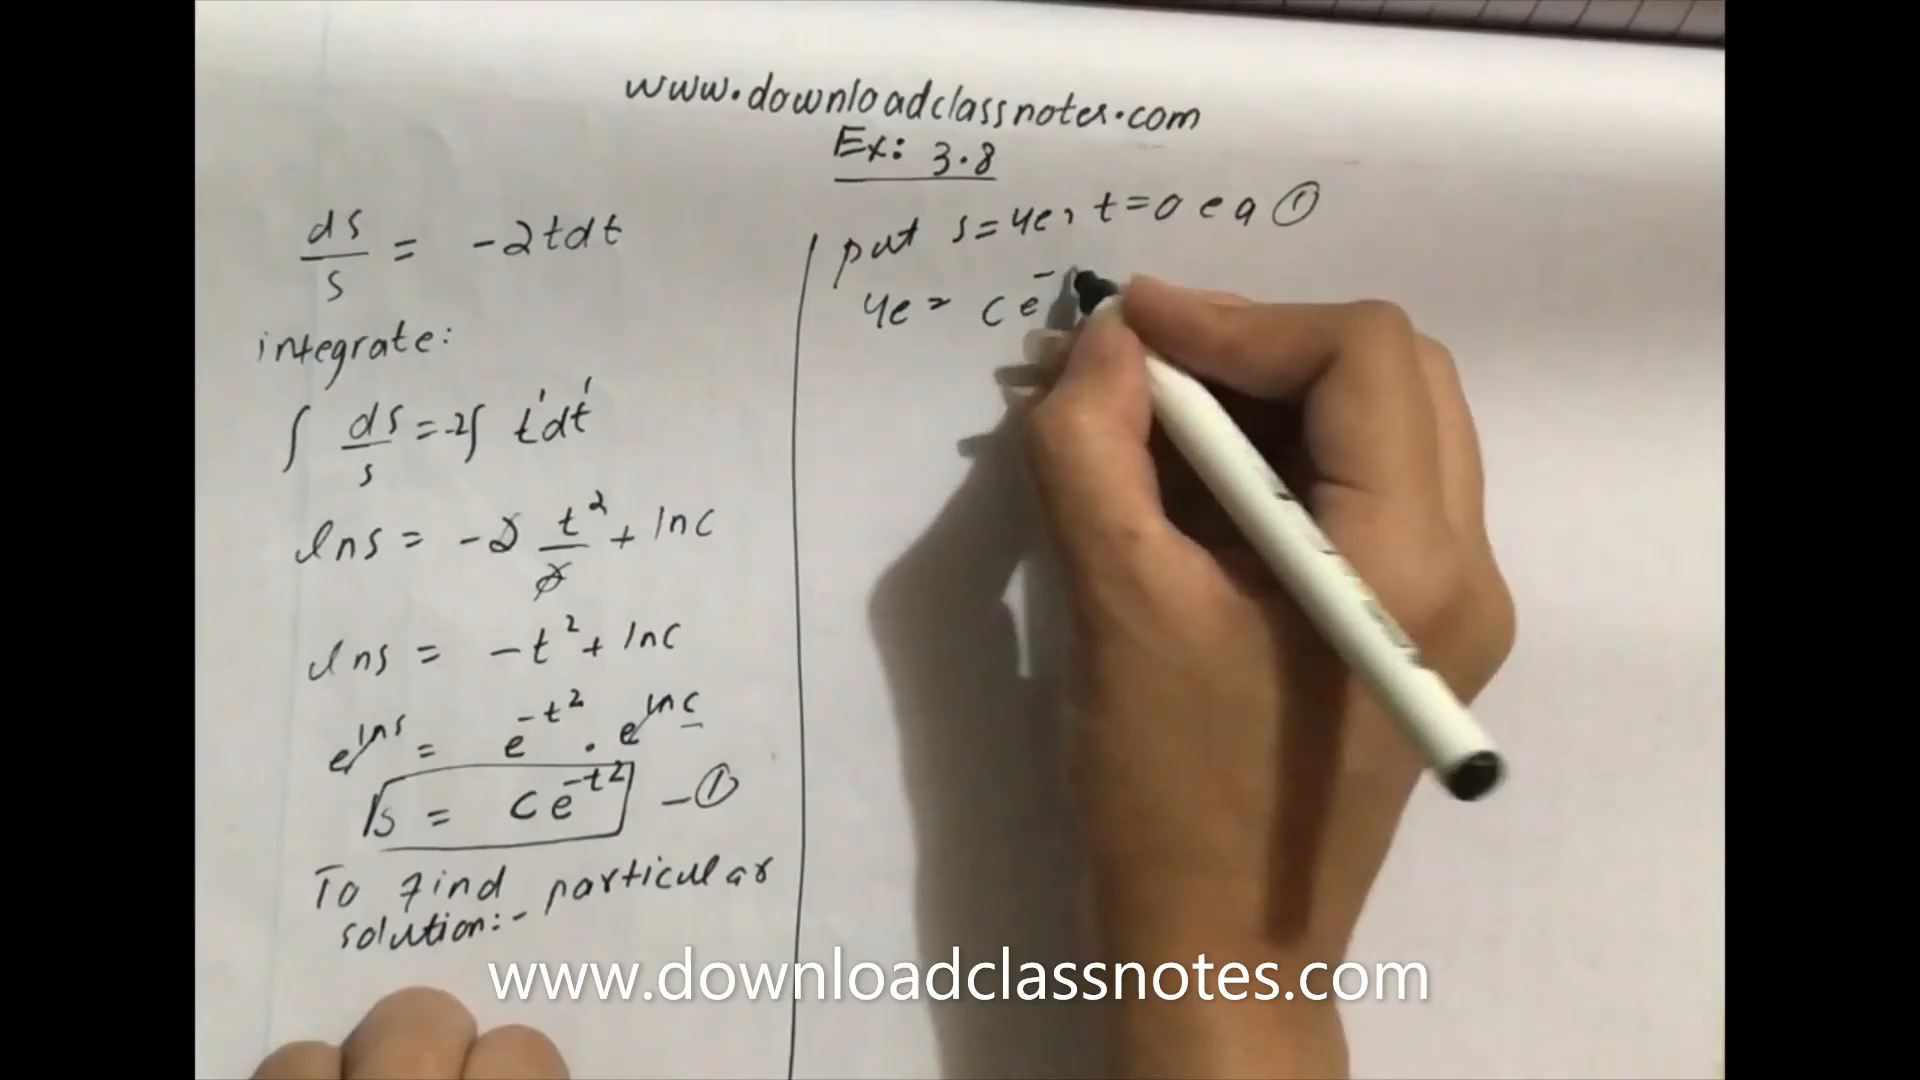 www.downloadclassnotes.com
Ex: 3.8
ds/s = -2tdt
integrate:
∫ ds/s = -2∫ t¹dt¹
lns = -2 t²/2 + lnc
lns = -t² + lnc
e^lns = e^-t² . e^lnc
s = ce^-t² - ①
To find particular
solution:-
put s=4e, t=0 eq ①
4e = ce^-
www.downloadclassnotes.com